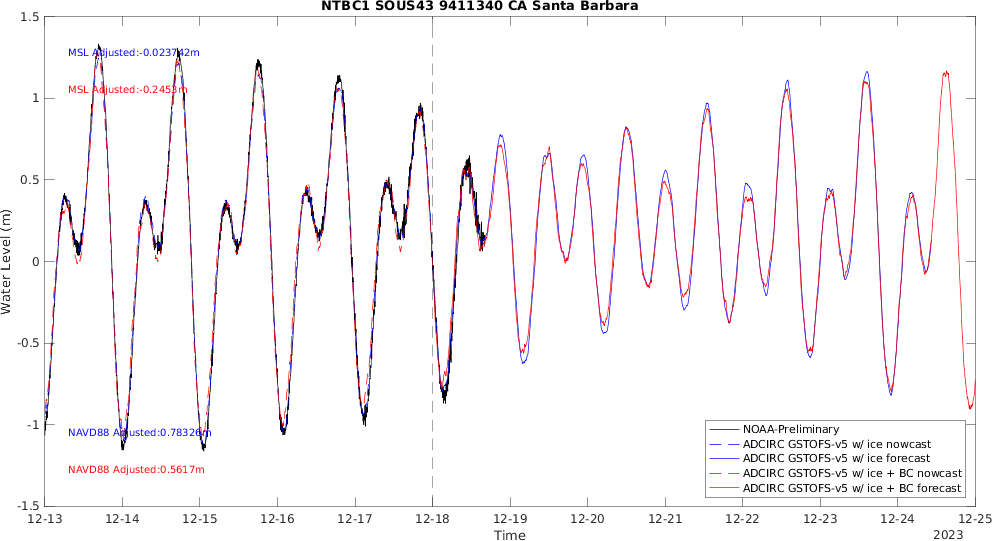 NTBC1 SOUS43 9411340 CA Santa Barbara
1.5
MSL Adjusted:-0.023742m
MSL Adjusted:-0.2453m
1
0.5
Water Level (m)
0
-0.5
-1
NAVD88 Adjusted:0.78326m
NAVD88 Adjusted:0.5617m
-1.5
NOAA-Preliminary
ADCIRC GSTOFS-v5 w/ ice nowcast
ADCIRC GSTOFS-v5 w/ ice forecast
ADCIRC GSTOFS-v5 w/ ice + BC nowcast
ADCIRC GSTOFS-v5 w/ ice + BC forecast
12-13 12-14 12-15 12-16 12-17 12-18 12-19 12-20 12-21 12-22 12-23 12-24 12-25
Time
2023